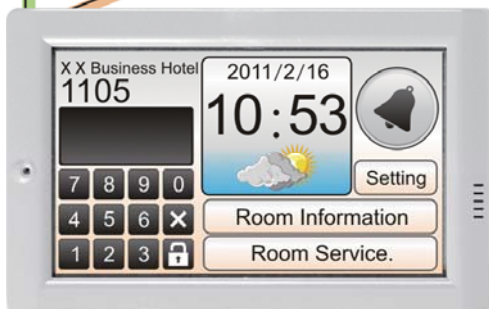 X X Business Hotel
1105
2011/2/16
10:53
7 8 9 0
4 5 6 X
1 2 3
Setting
Room Information
Room Service.